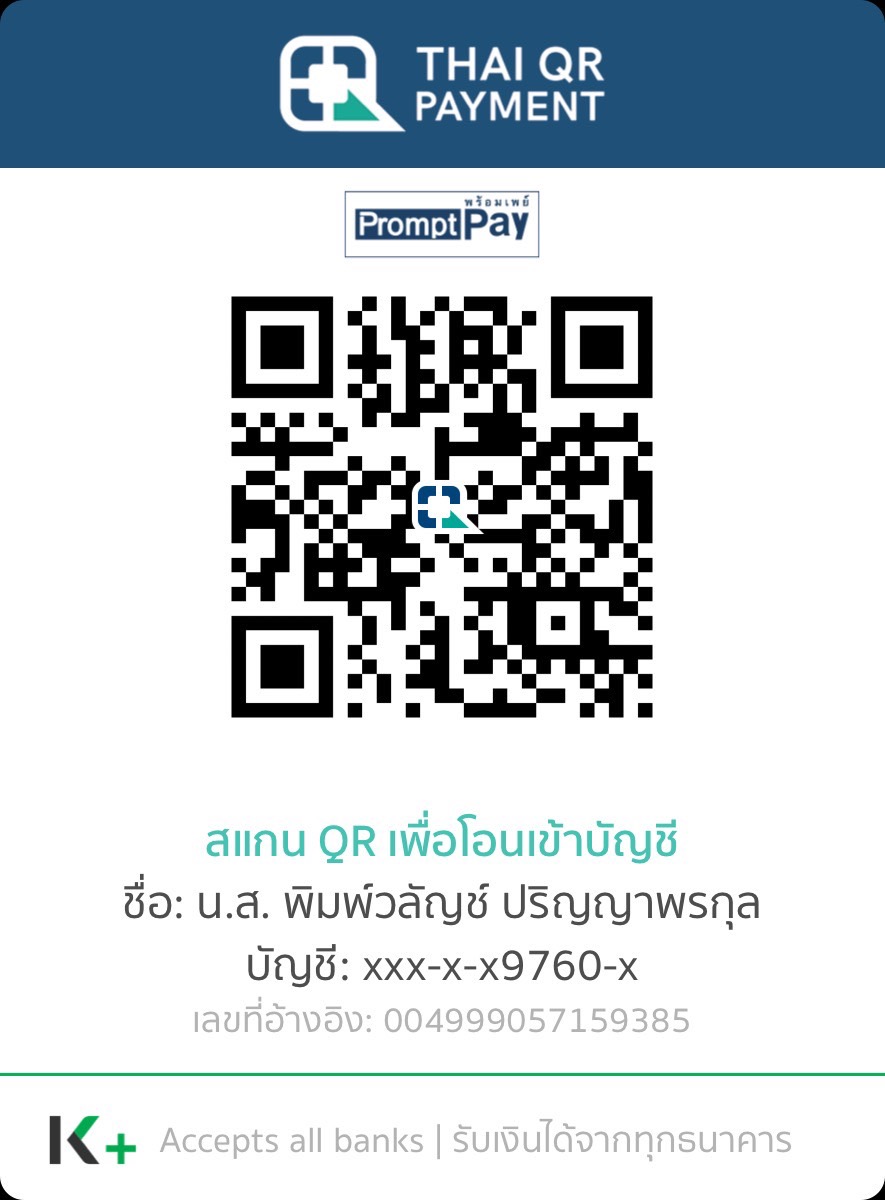 THAI QR
PAYMENT
พร้อมเพย์
PromptPay
สแกน QR เพื่อโอนเข้าบัญชี
ชื่อ: น.ส. พิมพ์วลัญช์ ปริญญาพรกุล
บัญชี: xxx-x-x9760-x
เลขที่อ้างอิง: 004999057159385
K+ Accepts all banks | รับเงินได้จากทุกธนาคาร